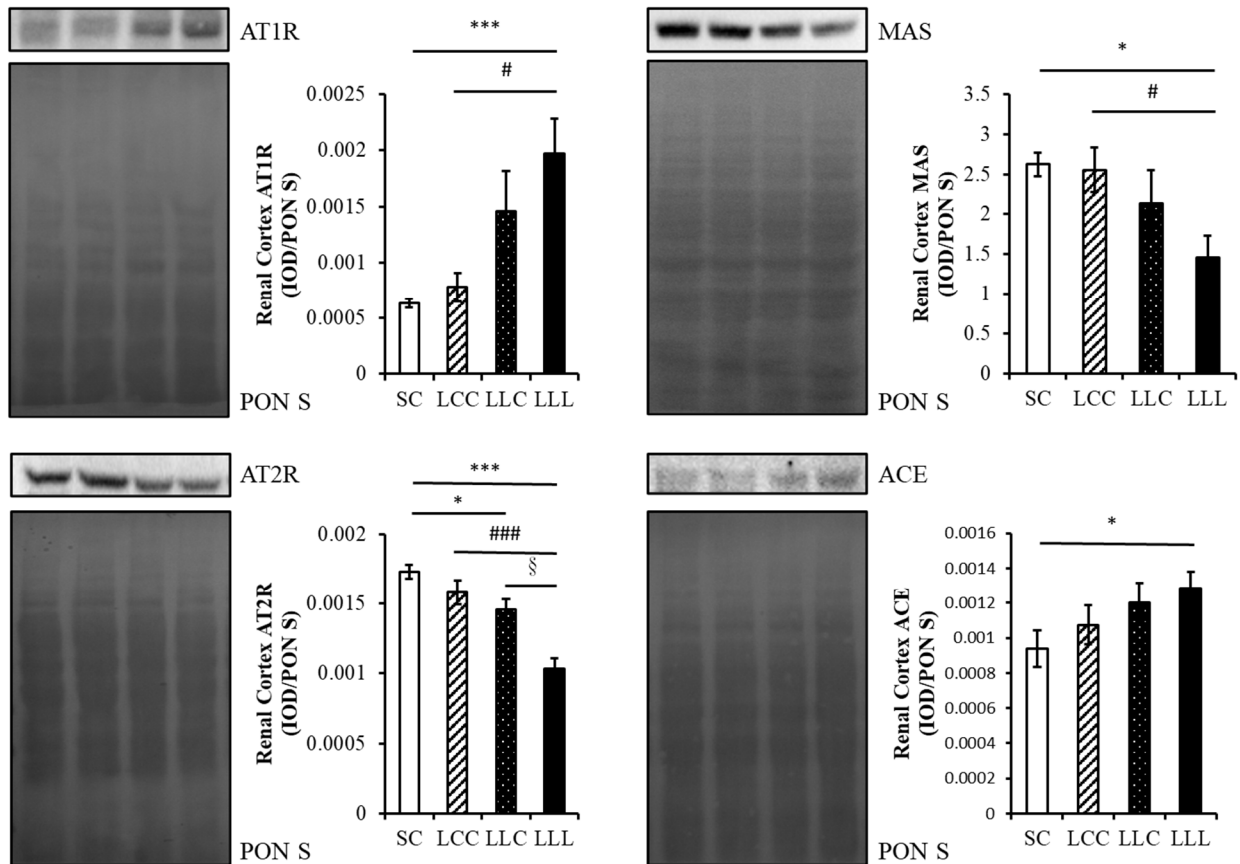 AT1R
***
#
0.0025
0.002
0.0015
0.001
0.0005
0
Renal Cortex AT1R
(IOD/PON S)
SC LCC LLC LLL
PON S
MAS
*
#
3.5
3
2.5
2
1.5
1
0.5
0
Renal Cortex MAS
(IOD/PON S)
SC LCC LLC LLL
PON S
AT2R
***
*
###
§
0.002
0.0015
0.001
0.0005
0
Renal Cortex AT2R
(IOD/PON S)
SC LCC LLC LLL
PON S
ACE
*
0.0016
0.0014
0.0012
0.001
0.0008
0.0006
0.0004
0.0002
0
Renal Cortex ACE
(IOD/PON S)
SC LCC LLC LLL
PON S